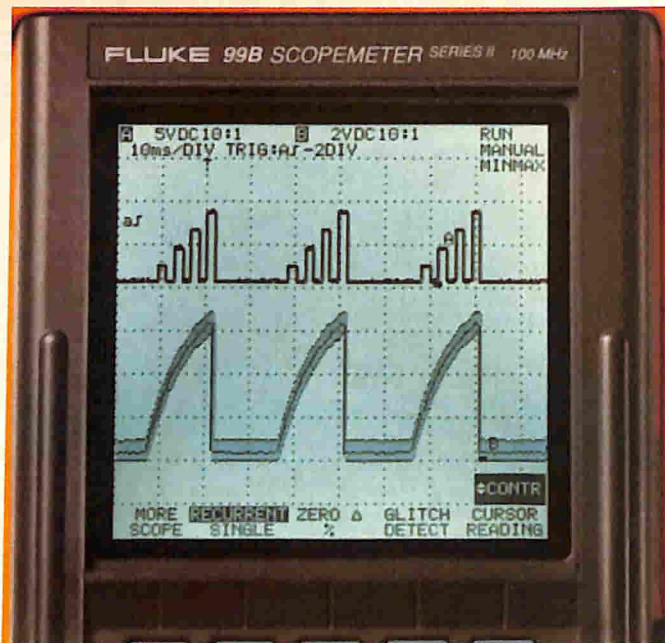 FLUKE 99B SCOPEMETER SERIES II 100 MHz
A 5VDC10:1 B 2VDC10:1 RUN
10ms/DIV TRIG:A⎍-2DIV MANUAL
MINMAX
A
B
CONTR
MORE RECURRENT ZERO Δ GLITCH CURSOR
SCOPE SINGLE % DETECT READING